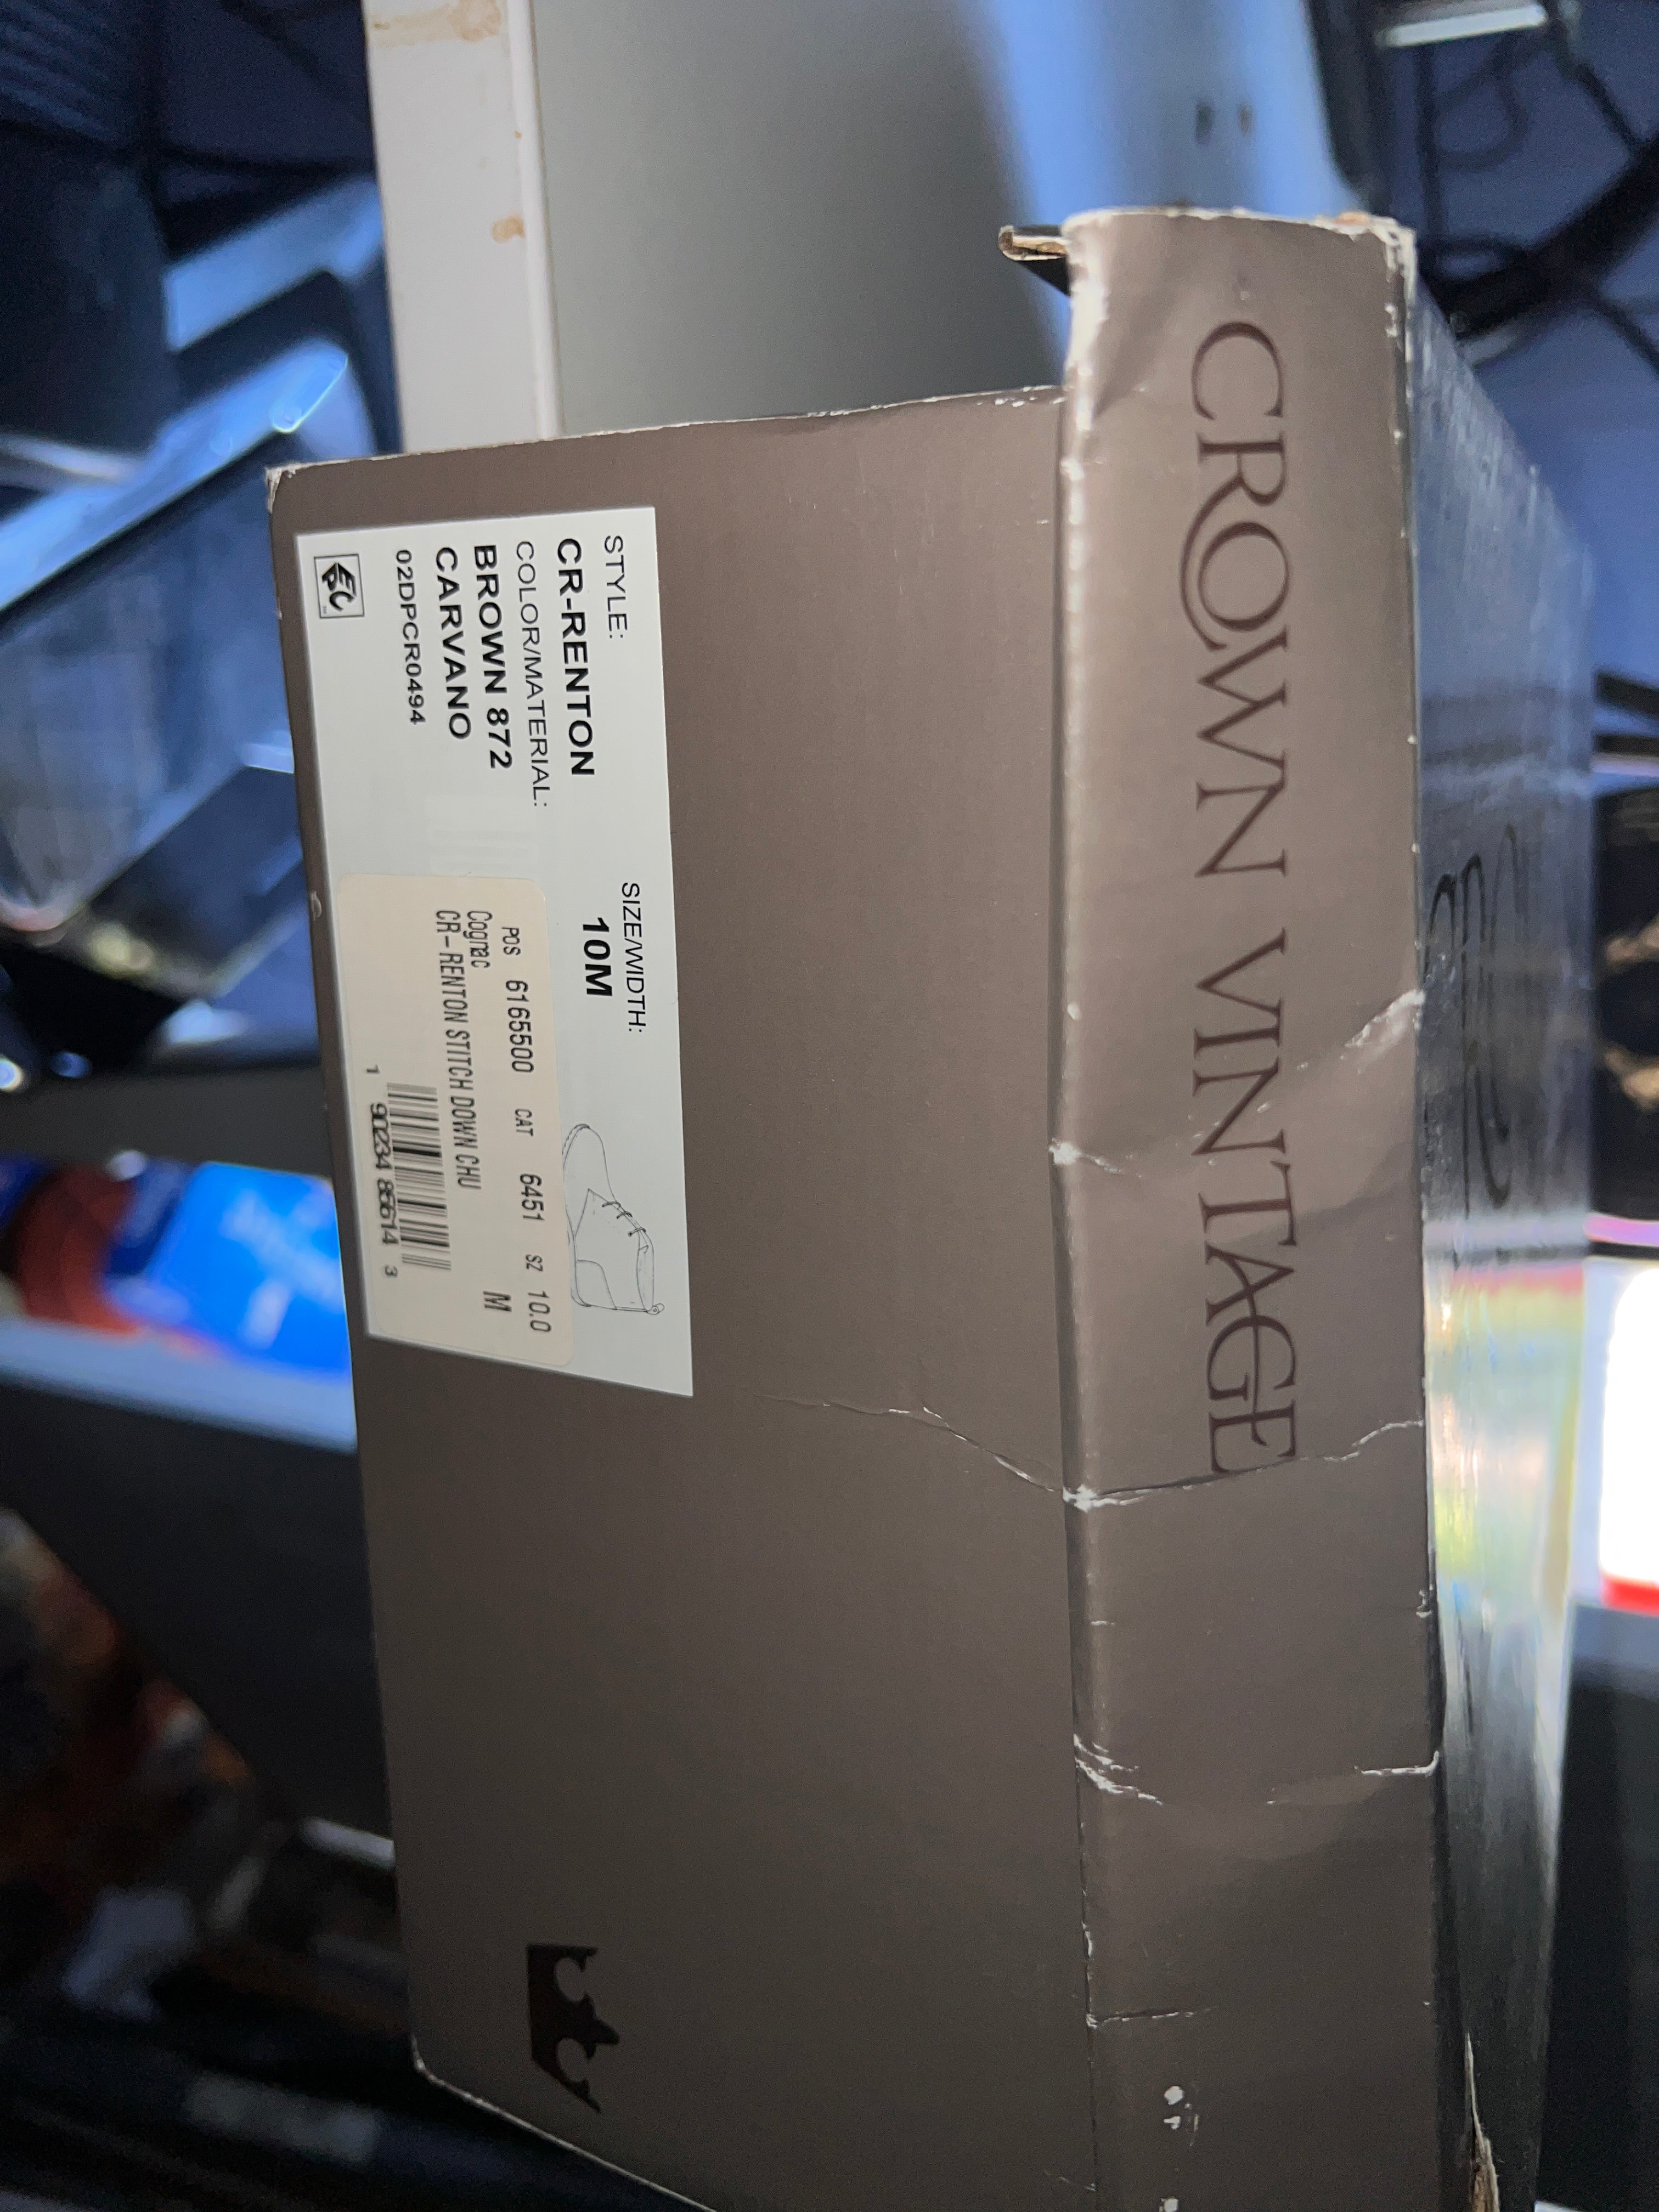 CROWN VINTAGE
STYLE:
CR-RENTON
COLOR/MATERIAL:
BROWN 872
CARVANO
02DPCR0494
SIZE/WIDTH:
10M
POS 6165500 CAT 6451 SZ 10.0
Cognac M
CR-RENTON STITCH DOWN CHU
1 90234 85614 3